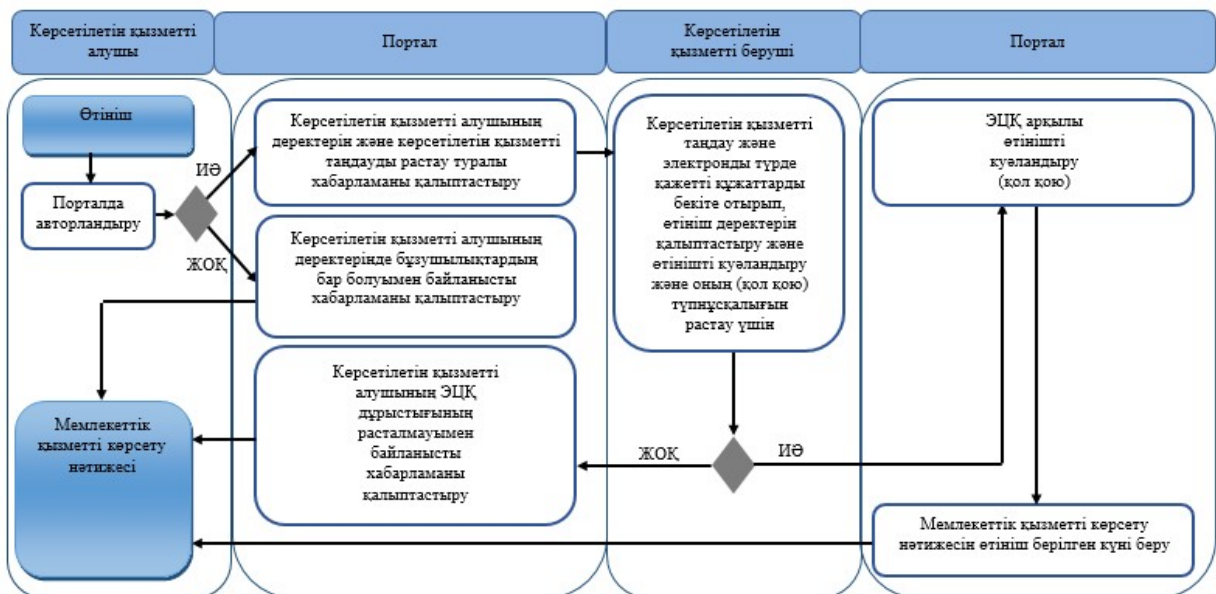 Көрсетілетін қызметті
алушы
Портал
Көрсетілетін
қызметті беруші
Портал
Өтініш
Порталда
авторландыру
ИӘ
ЖОҚ
Көрсетілетін қызметті алушының
деректерін және көрсетілетін қызметті
таңдауды растау туралы
хабарламаны қалыптастыру
Көрсетілетін қызметті алушының
деректерінде бұзушылықтардың
бар болуымен байланысты
хабарламаны қалыптастыру
Көрсетілетін қызметті
алушының ЭЦҚ
дұрыстығының
расталмауымен
байланысты
хабарламаны
қалыптастыру
Көрсетілетін қызметті
таңдау және
электронды түрде
қажетті құжаттарды
бекіте отырып,
өтініш деректерін
қалыптастыру және
өтінішті куәландыру
және оның (қол қою)
түпнұсқалығын
растау үшін
ЖОҚ
ИӘ
ЭЦҚ арқылы
өтінішті
куәландыру
(қол қою)
Мемлекеттік қызметті көрсету
нәтижесін өтініш берілген күні беру
Мемлекеттік
қызметті көрсету
нәтижесі